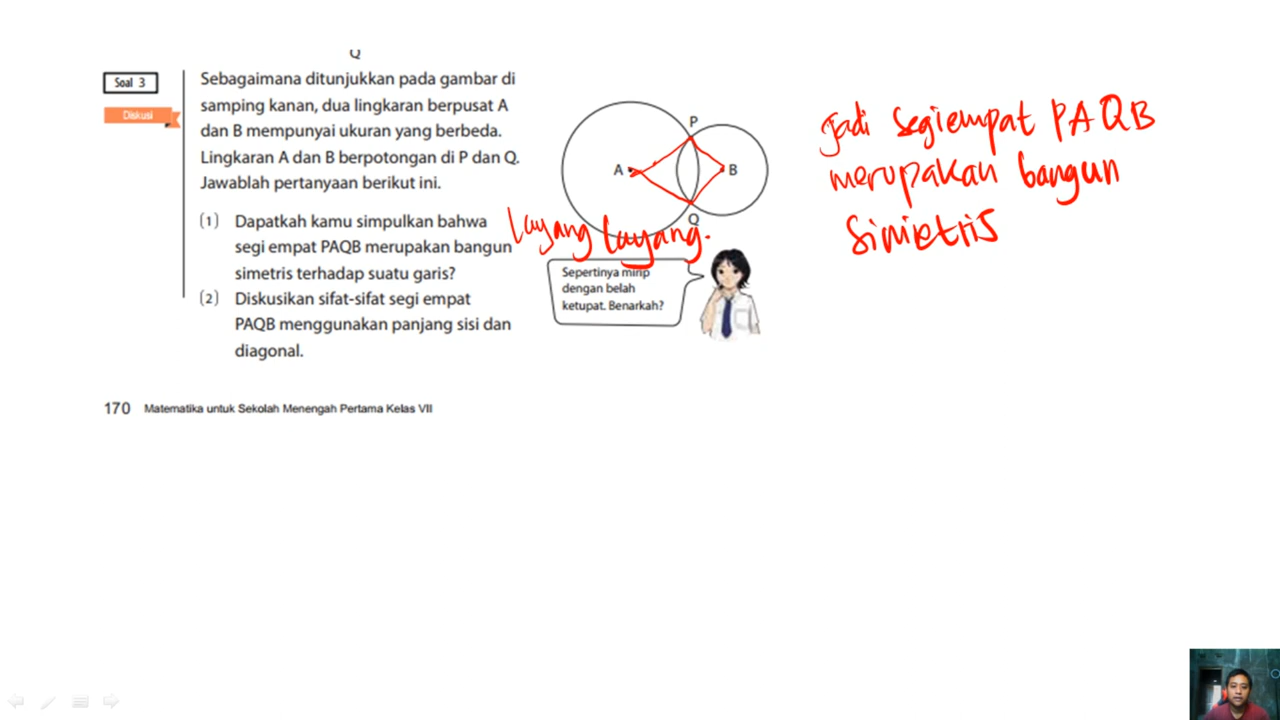 Q
Soal 3
Diskusi
Sebagaimana ditunjukkan pada gambar di
samping kanan, dua lingkaran berpusat A
dan B mempunyai ukuran yang berbeda.
Lingkaran A dan B berpotongan di P dan Q.
Jawablah pertanyaan berikut ini.
(1) Dapatkah kamu simpulkan bahwa
segi empat PAQB merupakan bangun
simetris terhadap suatu garis?
(2) Diskusikan sifat-sifat segi empat
PAQB menggunakan panjang sisi dan
diagonal.
P
A
B
Q
Layang layang.
Sepertinya mirip
dengan belah
ketupat. Benarkah?
Jadi segiempat PAQB
merupakan bangun
simetris
170 Matematika untuk Sekolah Menengah Pertama Kelas VII